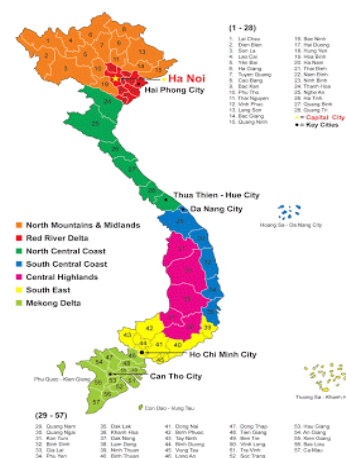 (1 - 28)
1. Lai Chau
2. Dien Bien
3. Son La
4. Lao Cai
5. Yen Bai
6. Ha Giang
7. Tuyen Quang
8. Cao Bang
9. Bac Kan
10. Phu Tho
11. Thai Nguyen
12. Vinh Phuc
13. Lang Son
14. Bac Giang
15. Quang Ninh
16. Bac Ninh
17. Hai Duong
18. Hung Yen
19. Hoa Binh
20. Ha Nam
21. Thai Binh
22. Nam Dinh
23. Ninh Binh
24. Thanh Hoa
25. Nghe An
26. Ha Tinh
27. Quang Binh
28. Quang Tri
Capital City
Key Cities
Ha Noi
Hai Phong City
Thua Thien - Hue City
Da Nang City
Hoang Sa - Da Nang City
North Mountains & Midlands
Red River Delta
North Central Coast
South Central Coast
Central Highlands
South East
Mekong Delta
Ho Chi Minh City
Can Tho City
Phu Quoc - Kien Giang
Con Dao - Vung Tau
Truong Sa - Khanh H
(29 - 57)
29. Quang Nam
30. Quang Ngai
31. Kon Tum
32. Binh Dinh
33. Gia Lai
34. Phu Yen
35. Dak Lak
36. Khanh Hoa
37. Dak Nong
38. Lam Dong
39. Ninh Thuan
40. Binh Thuan
41. Dong Nai
42. Binh Phuoc
43. Tay Ninh
44. Binh Duong
45. Vung Tau
46. Long An
47. Dong Thap
48. Tien Giang
49. Ben Tre
50. Vinh Long
51. Tra Vinh
52. Soc Trang
53. Hau Giang
54. An Giang
55. Kien Giang
56. Bac Lieu
57. Ca Mau